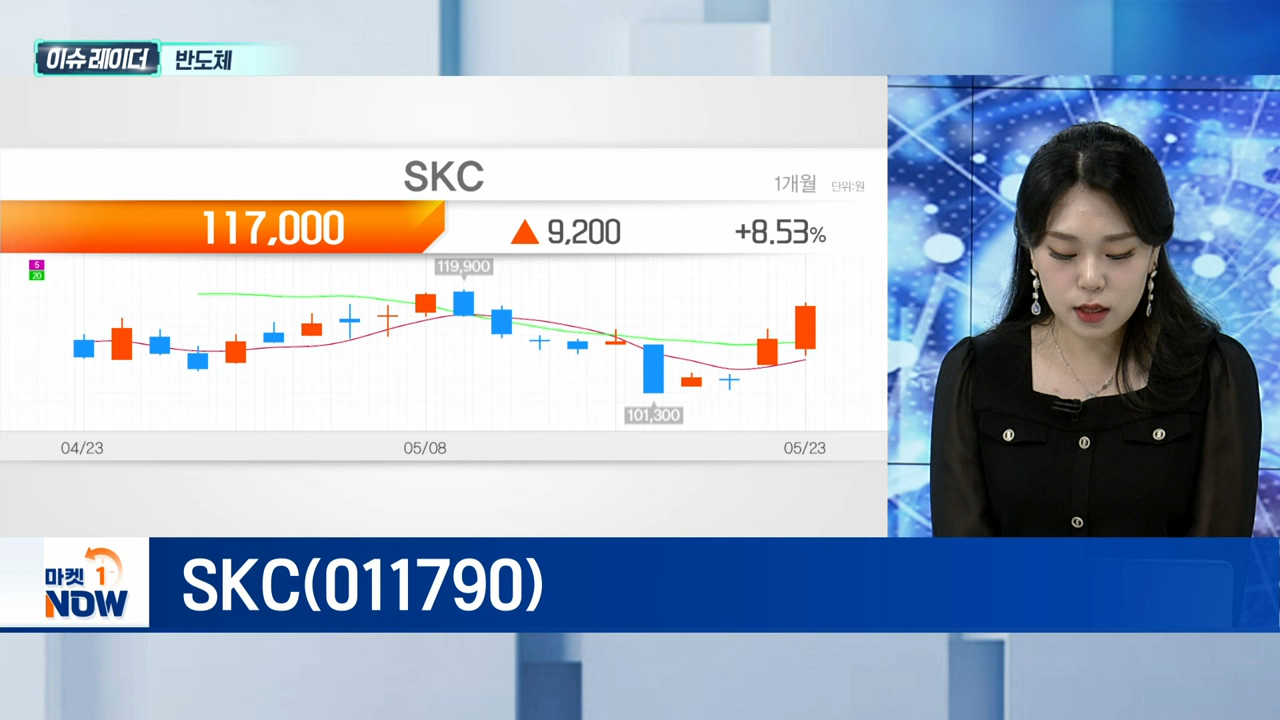 이슈 레이더 반도체
SKC
1개월 단위:원
117,000 ▲ 9,200 +8.53%
5
20
119,900
101,300
04/23 05/08 05/23
마켓 1
NOW
SKC(011790)